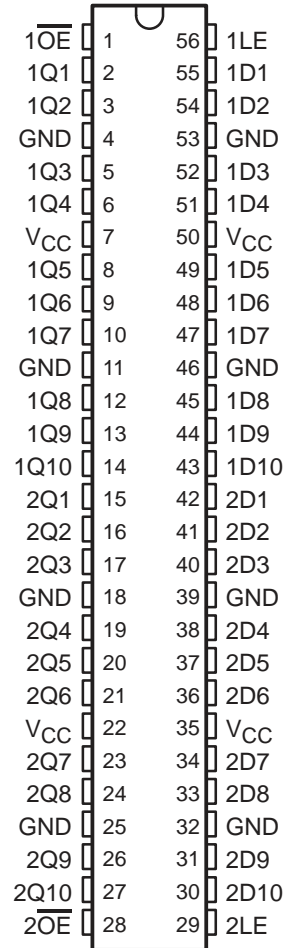 1O̅E̅ 1 56 1LE
1Q1 2 55 1D1
1Q2 3 54 1D2
GND 4 53 GND
1Q3 5 52 1D3
1Q4 6 51 1D4
VCC 7 50 VCC
1Q5 8 49 1D5
1Q6 9 48 1D6
1Q7 10 47 1D7
GND 11 46 GND
1Q8 12 45 1D8
1Q9 13 44 1D9
1Q10 14 43 1D10
2Q1 15 42 2D1
2Q2 16 41 2D2
2Q3 17 40 2D3
GND 18 39 GND
2Q4 19 38 2D4
2Q5 20 37 2D5
2Q6 21 36 2D6
VCC 22 35 VCC
2Q7 23 34 2D7
2Q8 24 33 2D8
GND 25 32 GND
2Q9 26 31 2D9
2Q10 27 30 2D10
2O̅E̅ 28 29 2LE